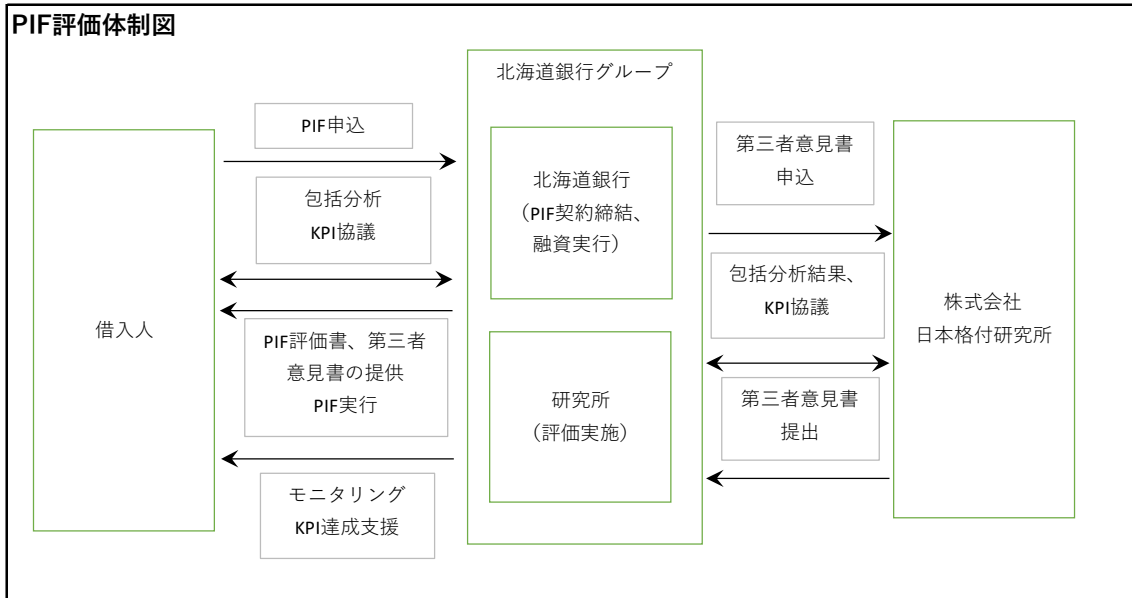 PIF評価体制図
北海道銀行グループ
PIF申込
包括分析
KPI協議
借入人
PIF評価書、第三者
意見書の提供
PIF実行
モニタリング
KPI達成支援
北海道銀行
（PIF契約締結、
融資実行）
研究所
（評価実施）
第三者意見書
申込
包括分析結果、
KPI協議
第三者意見書
提出
株式会社
日本格付研究所